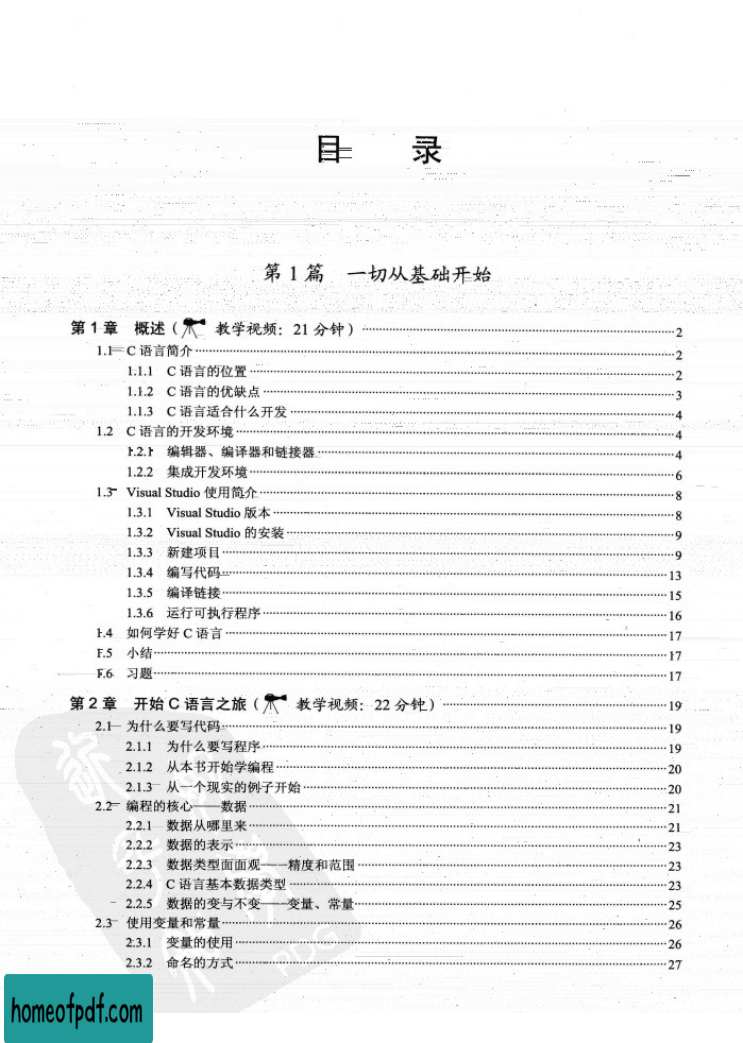 目 录
第 1 篇 一切从基础开始
第 1 章 概述（ 教学视频：21 分钟）……2
1.1 C 语言简介……2
1.1.1 C 语言的位置……2
1.1.2 C 语言的优缺点……3
1.1.3 C 语言适合什么开发……4
1.2 C 语言的开发环境……4
1.2.1 编辑器、编译器和链接器……4
1.2.2 集成开发环境……6
1.3 Visual Studio 使用简介……8
1.3.1 Visual Studio 版本……8
1.3.2 Visual Studio 的安装……9
1.3.3 新建项目……9
1.3.4 编写代码……13
1.3.5 编译链接……15
1.3.6 运行可执行程序……16
1.4 如何学好 C 语言……17
1.5 小结……17
1.6 习题……17
第 2 章 开始 C 语言之旅（ 教学视频：22 分钟）……19
2.1 为什么要写代码……19
2.1.1 为什么要写程序……19
2.1.2 从本书开始学编程……20
2.1.3 从一个现实的例子开始……20
2.2 编程的核心——数据……21
2.2.1 数据从哪里来……21
2.2.2 数据的表示……23
2.2.3 数据类型面面观——精度和范围……23
2.2.4 C 语言基本数据类型……23
2.2.5 数据的变与不变——变量、常量……25
2.3 使用变量和常量……26
2.3.1 变量的使用……26
2.3.2 命名的方式……27
PDG
homeofpdf.com